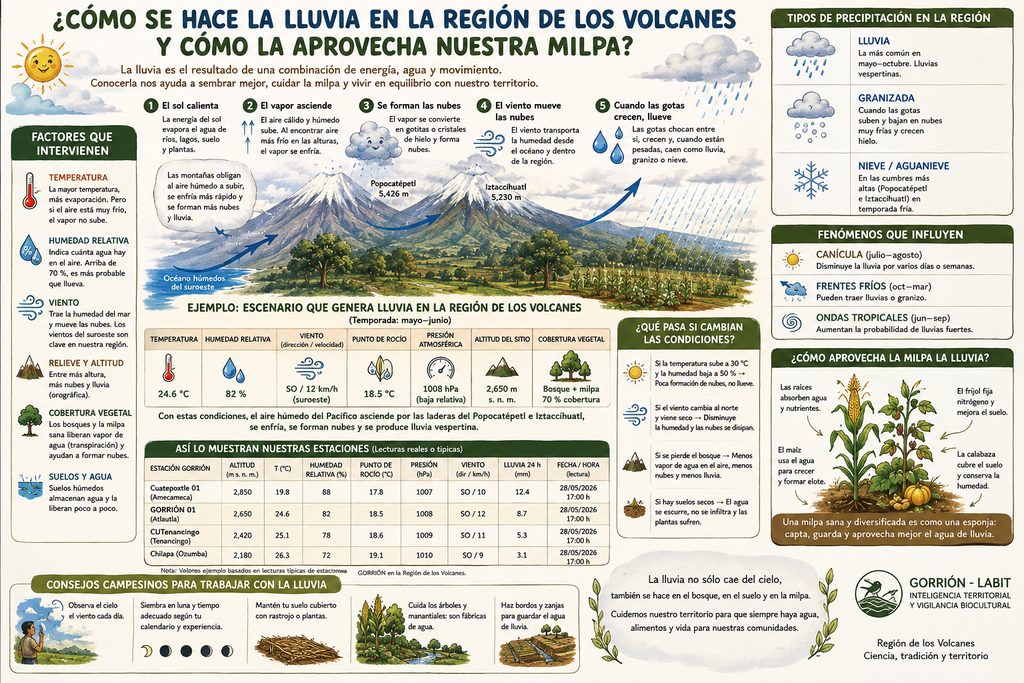 ¿CÓMO SE HACE LA LLUVIA EN LA REGIÓN DE LOS VOLCANES
Y CÓMO LA APROVECHA NUESTRA MILPA?
La lluvia es el resultado de una combinación de energía, agua y movimiento.
Conocerla nos ayuda a sembrar mejor, cuidar la milpa y vivir en equilibrio con nuestro territorio.
1 El sol calienta
La energía del sol
evapora el agua de
ríos, lagos, suelo
y plantas.
2 El vapor asciende
El aire cálido y húmedo
sube. Al encontrar aire
más frío en las alturas,
el vapor se enfría.
3 Se forman las nubes
El vapor se convierte
en gotitas o cristales
de hielo y forma
nubes.
4 El viento mueve
las nubes
El viento transporta
la humedad desde
el océano y dentro
de la región.
5 Cuando las gotas
crecen, llueve
Las gotas chocan entre
sí, crecen y, cuando están
pesadas, caen como lluvia,
granizo o nieve.
Las montañas obligan
al aire húmedo a subir,
se enfría más rápido y
se forman más nubes
y lluvia.
Popocatépetl
5,426 m
Iztaccíhuatl
5,230 m
Océano húmedos
del suroeste
FACTORES QUE
INTERVIENEN
TEMPERATURA
La mayor temperatura,
más evaporación. Pero
si el aire está muy frío,
el vapor no sube.
HUMEDAD RELATIVA
Indica cuánta agua hay
en el aire. Arriba de
70 %, es más probable
que llueva.
VIENTO
Trae la humedad del mar
y mueve las nubes. Los
vientos del suroeste son
clave en nuestra región.
RELIEVE Y ALTITUD
Entre más alta,
más nubes y lluvia
(orográfica).
COBERTURA VEGETAL
Los bosques y la milpa
sana liberan vapor de
agua (transpiración) y
ayudan a formar nubes.
SUELOS Y AGUA
Suelos húmedos
almacenan agua y la
liberan poco a poco.
EJEMPLO: ESCENARIO QUE GENERA LLUVIA EN LA REGIÓN DE LOS VOLCANES
(Temporada: mayo–junio)
TEMPERATURA HUMEDAD RELATIVA VIENTO (dirección / velocidad) PUNTO DE ROCÍO PRESIÓN ATMOSFÉRICA ALTITUD DEL SITIO COBERTURA VEGETAL
24.6 °C 82 % SO / 12 km/h (suroeste) 18.5 °C 1008 hPa (baja relativa) 2,650 m s. n. m. Bosque + milpa 70 % cobertura
Con estas condiciones, el aire húmedo del Pacífico asciende por las laderas del Popocatépetl e Iztaccíhuatl,
se enfría, se forman nubes y se produce lluvia vespertina.
ASÍ LO MUESTRAN NUESTRAS ESTACIONES (Lecturas reales o típicas)
ESTACIÓN GORRIÓN ALTITUD (m s. n. m.) T (°C) HUMEDAD RELATIVA (%) PUNTO DE ROCÍO (°C) PRESIÓN (hPa) VIENTO (dir / km/h) LLUVIA 24 h (mm) FECHA / HORA (lectura)
Cuatepoxtle 01 (Amecameca) 2,850 19.8 88 17.8 1007 SO / 10 12.4 28/05/2026 17:00 h
GORRIÓN 01 (Atlautla) 2,650 24.6 82 18.5 1008 SO / 12 8.7 28/05/2026 17:00 h
CUTenancingo (Tenancingo) 2,420 25.1 78 18.6 1009 SO / 11 5.3 28/05/2026 17:00 h
Chilapa (Ozumba) 2,180 26.3 72 19.1 1010 SO / 9 3.1 28/05/2026 17:00 h
Nota: Valores ejemplo basados en lecturas típicas de estaciones GORRIÓN en la Región de los Volcanes.
¿QUÉ PASA SI CAMBIAN
LAS CONDICIONES?
Si la temperatura sube a 30 °C
y la humedad baja a 50 % →
Poca formación de nubes, no llueve.
Si el viento cambia al norte
y viene seco → Disminuye
la humedad y las nubes se disipan.
Si se pierde el bosque → Menos
vapor de agua en el aire, menos
nubes y menos lluvia.
Si hay suelos secos → El agua
se escurre, no se infiltra y las
plantas sufren.
TIPOS DE PRECIPITACIÓN EN LA REGIÓN
LLUVIA
La más común en
mayo–octubre. Lluvias
vespertinas.
GRANIZADA
Cuando las gotas
suben y bajan en nubes
muy frías y crecen
hielo.
NIEVE / AGUANIEVE
En las cumbres más
altas (Popocatépetl
e Iztaccíhuatl) en
temporada fría.
FENÓMENOS QUE INFLUYEN
CANÍCULA (julio–agosto)
Disminuye la lluvia por varios días o semanas.
FRENTES FRÍOS (oct–mar)
Pueden traer lluvias o granizo.
ONDAS TROPICALES (jun–sep)
Aumentan la probabilidad de lluvias fuertes.
¿CÓMO APROVECHA LA MILPA LA LLUVIA?
Las raíces
absorben agua
y nutrientes.
El maíz
usa el agua
para crecer
y formar elote.
El frijol fija
nitrógeno y
mejora el suelo.
La calabaza
cubre el suelo
y conserva la
humedad.
Una milpa sana y diversificada es como una esponja:
capta, guarda y aprovecha mejor el agua de lluvia.
CONSEJOS CAMPESINOS PARA TRABAJAR CON LA LLUVIA
Observa el cielo
el viento cada día.
Siembra en luna y tiempo
adecuado según tu
calendario y experiencia.
Mantén tu suelo cubierto
con rastrojo o plantas.
Cuida los árboles y
manantiales: son fábricas
de agua.
Haz bordos y zanjas
para guardar el agua
de lluvia.
La lluvia no sólo cae del cielo,
también se hace en el bosque, en el suelo y en la milpa.
Cuidemos nuestro territorio para que siempre haya agua,
alimentos y vida para nuestras comunidades.
GORRIÓN - LABIT
INTELIGENCIA TERRITORIAL
Y VIGILANCIA BIOCULTURAL
Región de los Volcanes
Ciencia, tradición y territorio